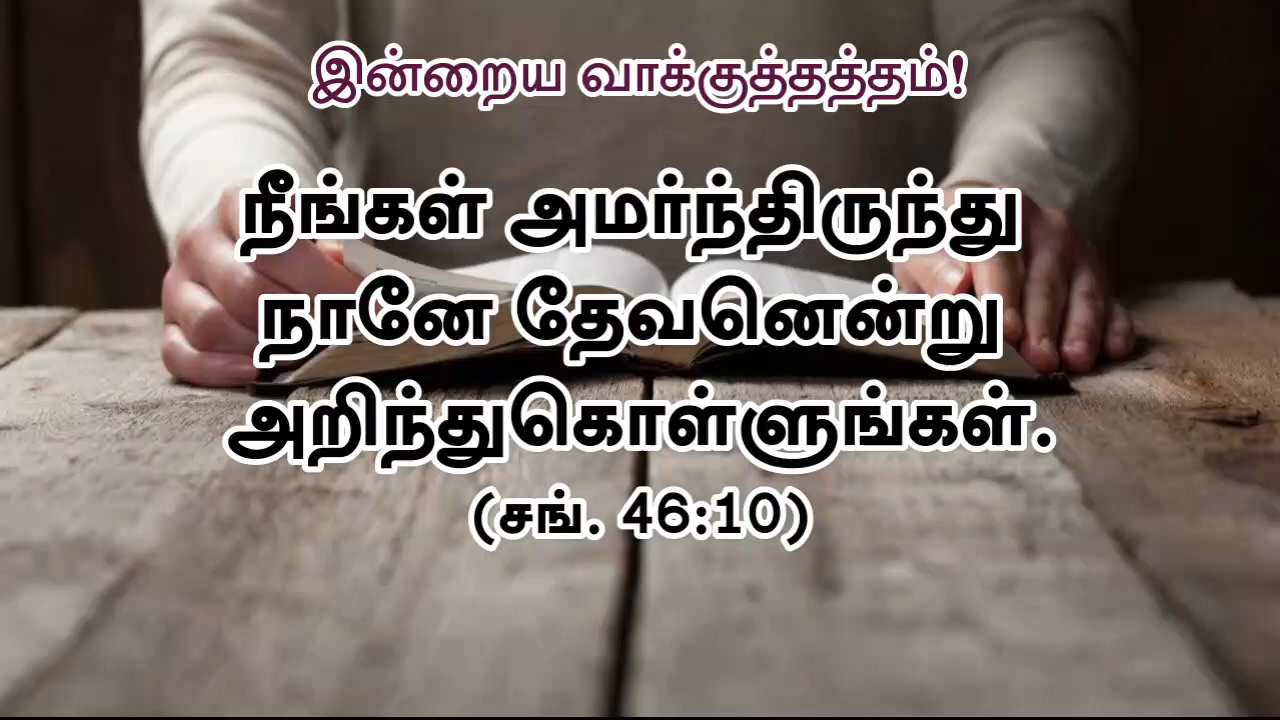 இன்றைய வாக்குத்தத்தம்!
நீங்கள் அமர்ந்திருந்து
நானே தேவனென்று
அறிந்துகொள்ளுங்கள்.
(சங். 46:10)